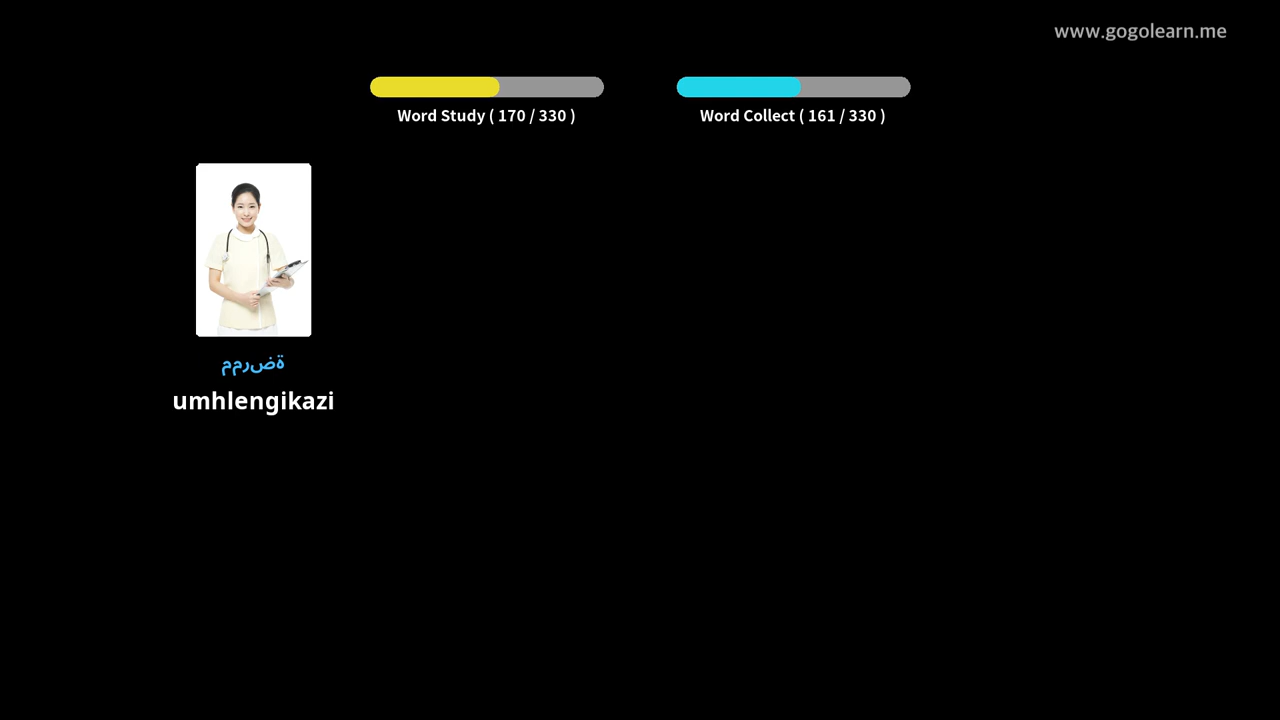 www.gogolearn.me
Word Study ( 170 / 330 )
Word Collect ( 161 / 330 )
ممرضة
umhlengikazi